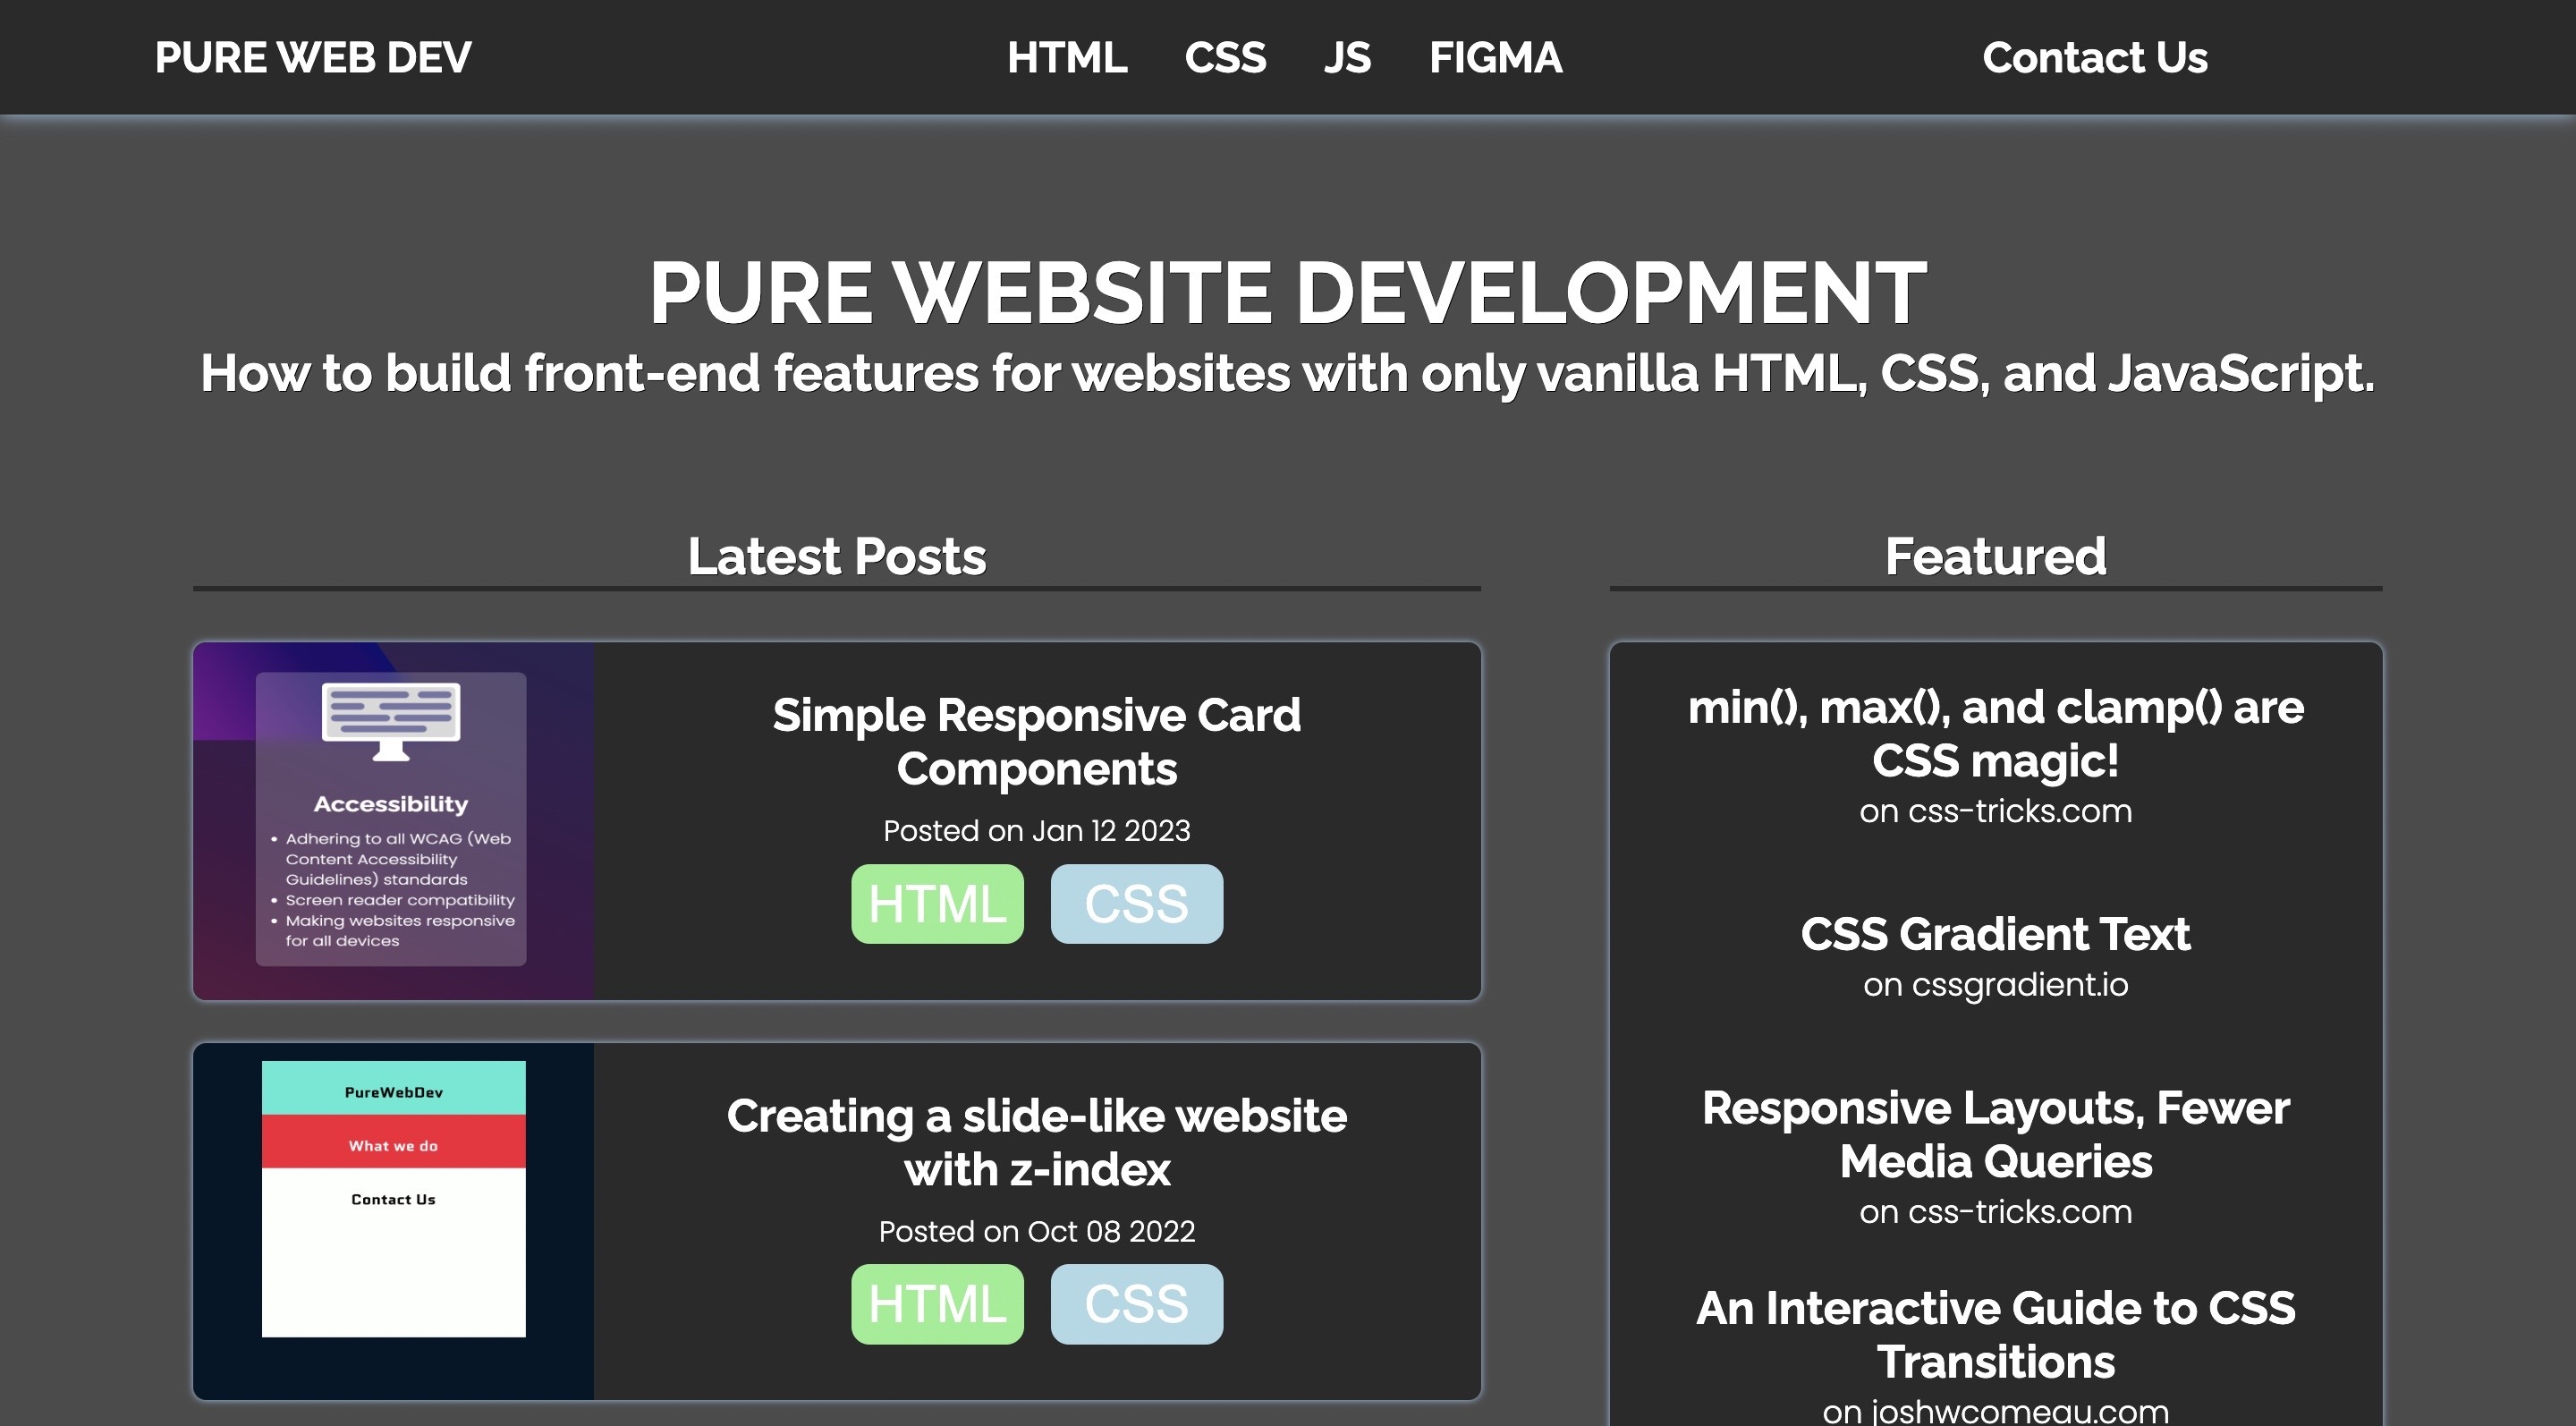 PURE WEB DEV
HTML CSS JS FIGMA
Contact Us
PURE WEBSITE DEVELOPMENT
How to build front-end features for websites with only vanilla HTML, CSS, and JavaScript.
Latest Posts
Accessibility
• Adhering to all WCAG (Web
Content Accessibility
Guidelines) standards
• Screen reader compatibility
• Making websites responsive
for all devices
Simple Responsive Card
Components
Posted on Jan 12 2023
HTML CSS
PureWebDev
What we do
Contact Us
Creating a slide-like website
with z-index
Posted on Oct 08 2022
HTML CSS
Featured
min(), max(), and clamp() are
CSS magic!
on css-tricks.com
CSS Gradient Text
on cssgradient.io
Responsive Layouts, Fewer
Media Queries
on css-tricks.com
An Interactive Guide to CSS
Transitions
on joshwcomeau.com